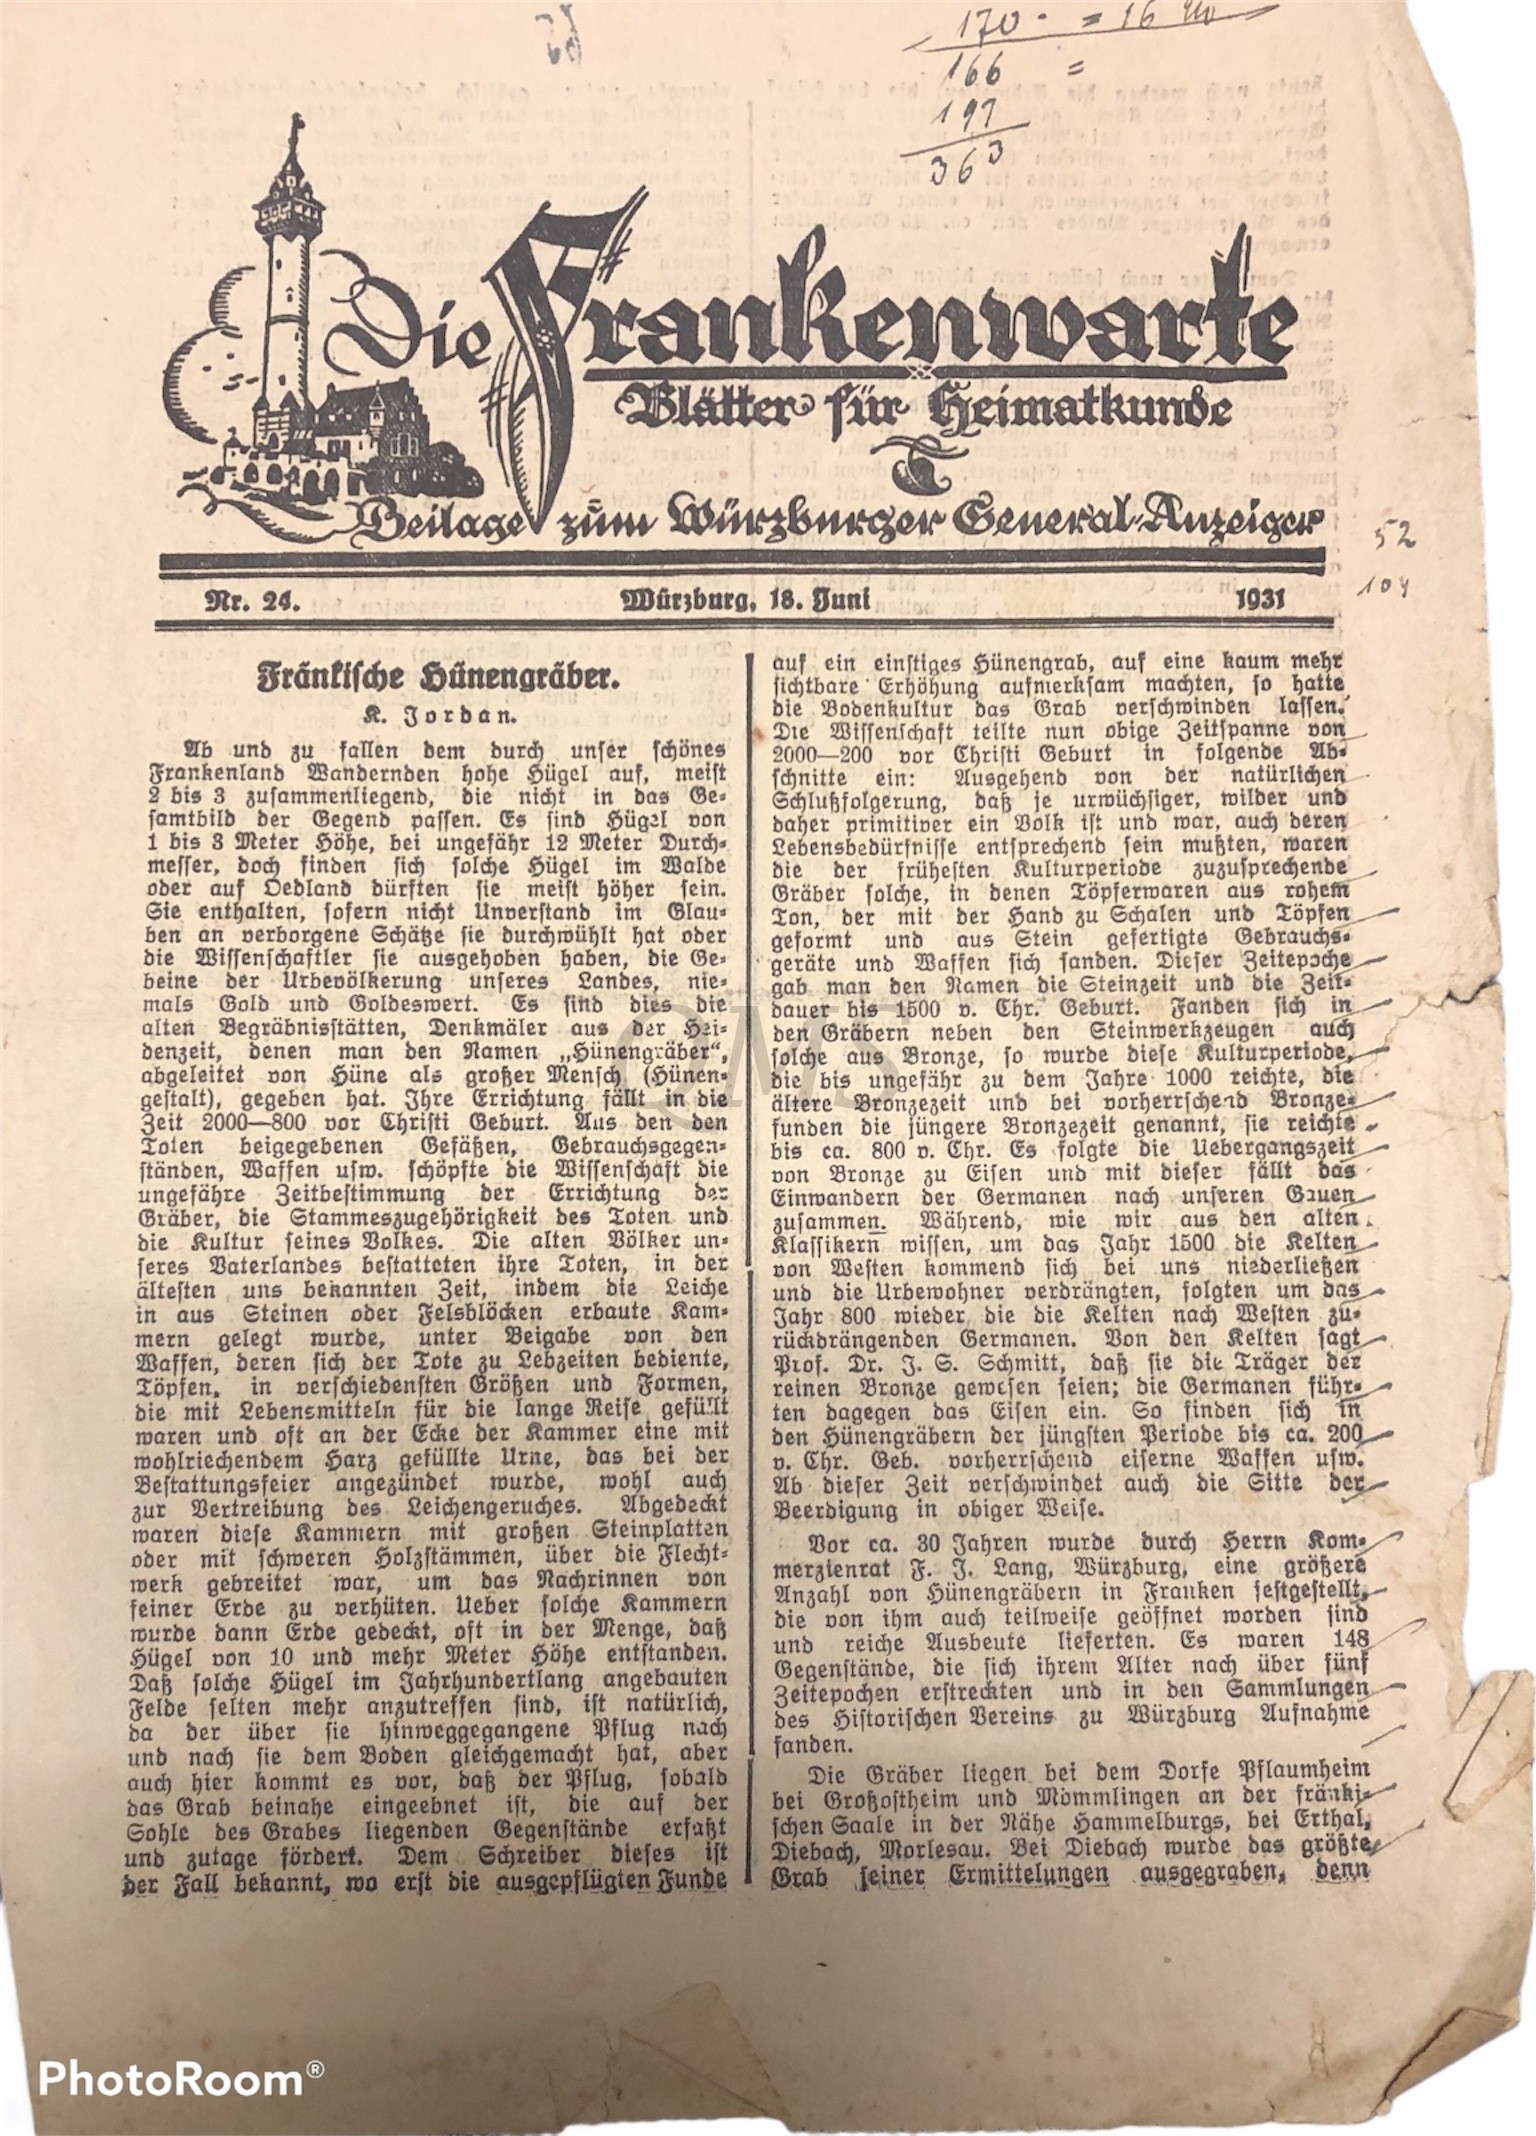 170 · = 16 M
166 =
197
363
Die Frankenwarte
Blätter für Heimatkunde
Beilage zum Würzburger General-Anzeiger
52
104
Nr. 24. Würzburg, 18. Juni 1931
Fränkische Hünengräber.
K. Jordan.
Ab und zu fallen dem durch unser schönes
Frankenland Wandernden hohe Hügel auf, meist
2 bis 3 zusammenliegend, die nicht in das Ge-
samtbild der Gegend passen. Es sind Hügel von
1 bis 3 Meter Höhe, bei ungefähr 12 Meter Durch-
messer, doch finden sich solche Hügel im Walde
oder auf Oedland dürften sie meist höher sein.
Sie enthalten, sofern nicht Unverstand im Glau-
ben an verborgene Schätze sie durchwühlt hat oder
die Wissenschaftler sie ausgehoben haben, die Ge-
beine der Urbevölkerung unseres Landes, nie-
mals Gold und Goldeswert. Es sind dies die
alten Begräbnisstätten, Denkmäler aus der Hei-
denzeit, denen man den Namen „Hünengräber“,
abgeleitet von Hüne als großer Mensch (Hünen-
gestalt), gegeben hat. Ihre Errichtung fällt in die
Zeit 2000—800 vor Christi Geburt. Aus den den
Toten beigegebenen Gefäßen, Gebrauchsgegen-
ständen, Waffen usw. schöpfte die Wissenschaft die
ungefähre Zeitbestimmung der Errichtung der
Gräber, die Stammeszugehörigkeit des Toten und
die Kultur seines Volkes. Die alten Völker un-
seres Vaterlandes bestatteten ihre Toten, in der
ältesten uns bekannten Zeit, indem die Leiche
in aus Steinen oder Felsblöcken erbaute Kam-
mern gelegt wurde, unter Beigabe von den
Waffen, deren sich der Tote zu Lebzeiten bediente,
Töpfen, in verschiedensten Größen und Formen,
die mit Lebensmitteln für die lange Reise gefüllt
waren und oft an der Ecke der Kammer eine mit
wohlriechendem Harz gefüllte Urne, das bei der
Bestattungsfeier angezündet wurde, wohl auch
zur Vertreibung des Leichengeruches. Abgedeckt
waren diese Kammern mit großen Steinplatten
oder mit schweren Holzstämmen, über die Flecht-
werk gebreitet war, um das Nachrinnen von
feiner Erde zu verhüten. Ueber solche Kammern
wurde dann Erde gedeckt, oft in der Menge, daß
Hügel von 10 und mehr Meter Höhe entstanden.
Daß solche Hügel im Jahrhundertlang angebauten
Felde selten mehr anzutreffen sind, ist natürlich,
da der über sie hinweggegangene Pflug nach
und nach sie dem Boden gleichgemacht hat, aber
auch hier kommt es vor, daß der Pflug, sobald
das Grab beinahe eingeebnet ist, die auf der
Sohle des Grabes liegenden Gegenstände erfaßt
und zutage fördert. Dem Schreiber dieses ist
der Fall bekannt, wo erst die ausgepflügten Funde
auf ein einstiges Hünengrab, auf eine kaum mehr
sichtbare Erhöhung aufmerksam machten, so hatte
die Bodenkultur das Grab verschwinden lassen.
Die Wissenschaft teilte nun obige Zeitspanne von
2000—200 vor Christi Geburt in folgende Ab-
schnitte ein: Ausgehend von der natürlichen
Schlußfolgerung, daß je urwüchsiger, wilder und
daher primitiver ein Volk ist und war, auch deren
Lebensbedürfnisse entsprechend sein mußten, waren
die der frühesten Kulturperiode zuzusprechende
Gräber solche, in denen Töpferwaren aus rohem
Ton, der mit der Hand zu Schalen und Töpfen
geformt und aus Stein gefertigte Gebrauchs-
geräte und Waffen sich fanden. Dieser Zeitepoche
gab man den Namen die Steinzeit und die Zeit-
dauer bis 1500 v. Chr. Geburt. Fanden sich in
den Gräbern neben den Steinwerkzeugen auch
solche aus Bronze, so wurde diese Kulturperiode,
die bis ungefähr zu dem Jahre 1000 reichte, die
ältere Bronzezeit und bei vorherrschend Bronze-
funden die jüngere Bronzezeit genannt, sie reichte
bis ca. 800 v. Chr. Es folgte die Uebergangszeit
von Bronze zu Eisen und mit dieser fällt das
Einwandern der Germanen nach unseren Gauen
zusammen. Während, wie wir aus den alten
Klassikern wissen, um das Jahr 1500 die Kelten
von Westen kommend sich bei uns niederließen
und die Urbewohner verdrängten, folgten um das
Jahr 800 wieder die die Kelten nach Westen zu-
rückdrängenden Germanen. Von den Kelten sagt
Prof. Dr. J. S. Schmitt, daß sie die Träger der
reinen Bronze gewesen seien; die Germanen führ-
ten dagegen das Eisen ein. So finden sich in
den Hünengräbern der jüngsten Periode bis ca. 200
v. Chr. Geb. vorherrschend eiserne Waffen usw.
Ab dieser Zeit verschwindet auch die Sitte der
Beerdigung in obiger Weise.
Vor ca. 30 Jahren wurde durch Herrn Kom-
merzienrat F. J. Lang, Würzburg, eine größere
Anzahl von Hünengräbern in Franken festgestellt,
die von ihm auch teilweise geöffnet worden sind
und reiche Ausbeute lieferten. Es waren 148
Gegenstände, die sich ihrem Alter nach über fünf
Zeitepochen erstreckten und in den Sammlungen
des Historischen Vereins zu Würzburg Aufnahme
fanden.
Die Gräber liegen bei dem Dorfe Pflaumheim
bei Großostheim und Mömmlingen an der fränki-
schen Saale in der Nähe Hammelburgs, bei Erthal,
Diebach, Morlesau. Bei Diebach wurde das größte
Grab seiner Ermittelungen ausgegraben, denn
QMS
PhotoRoom®